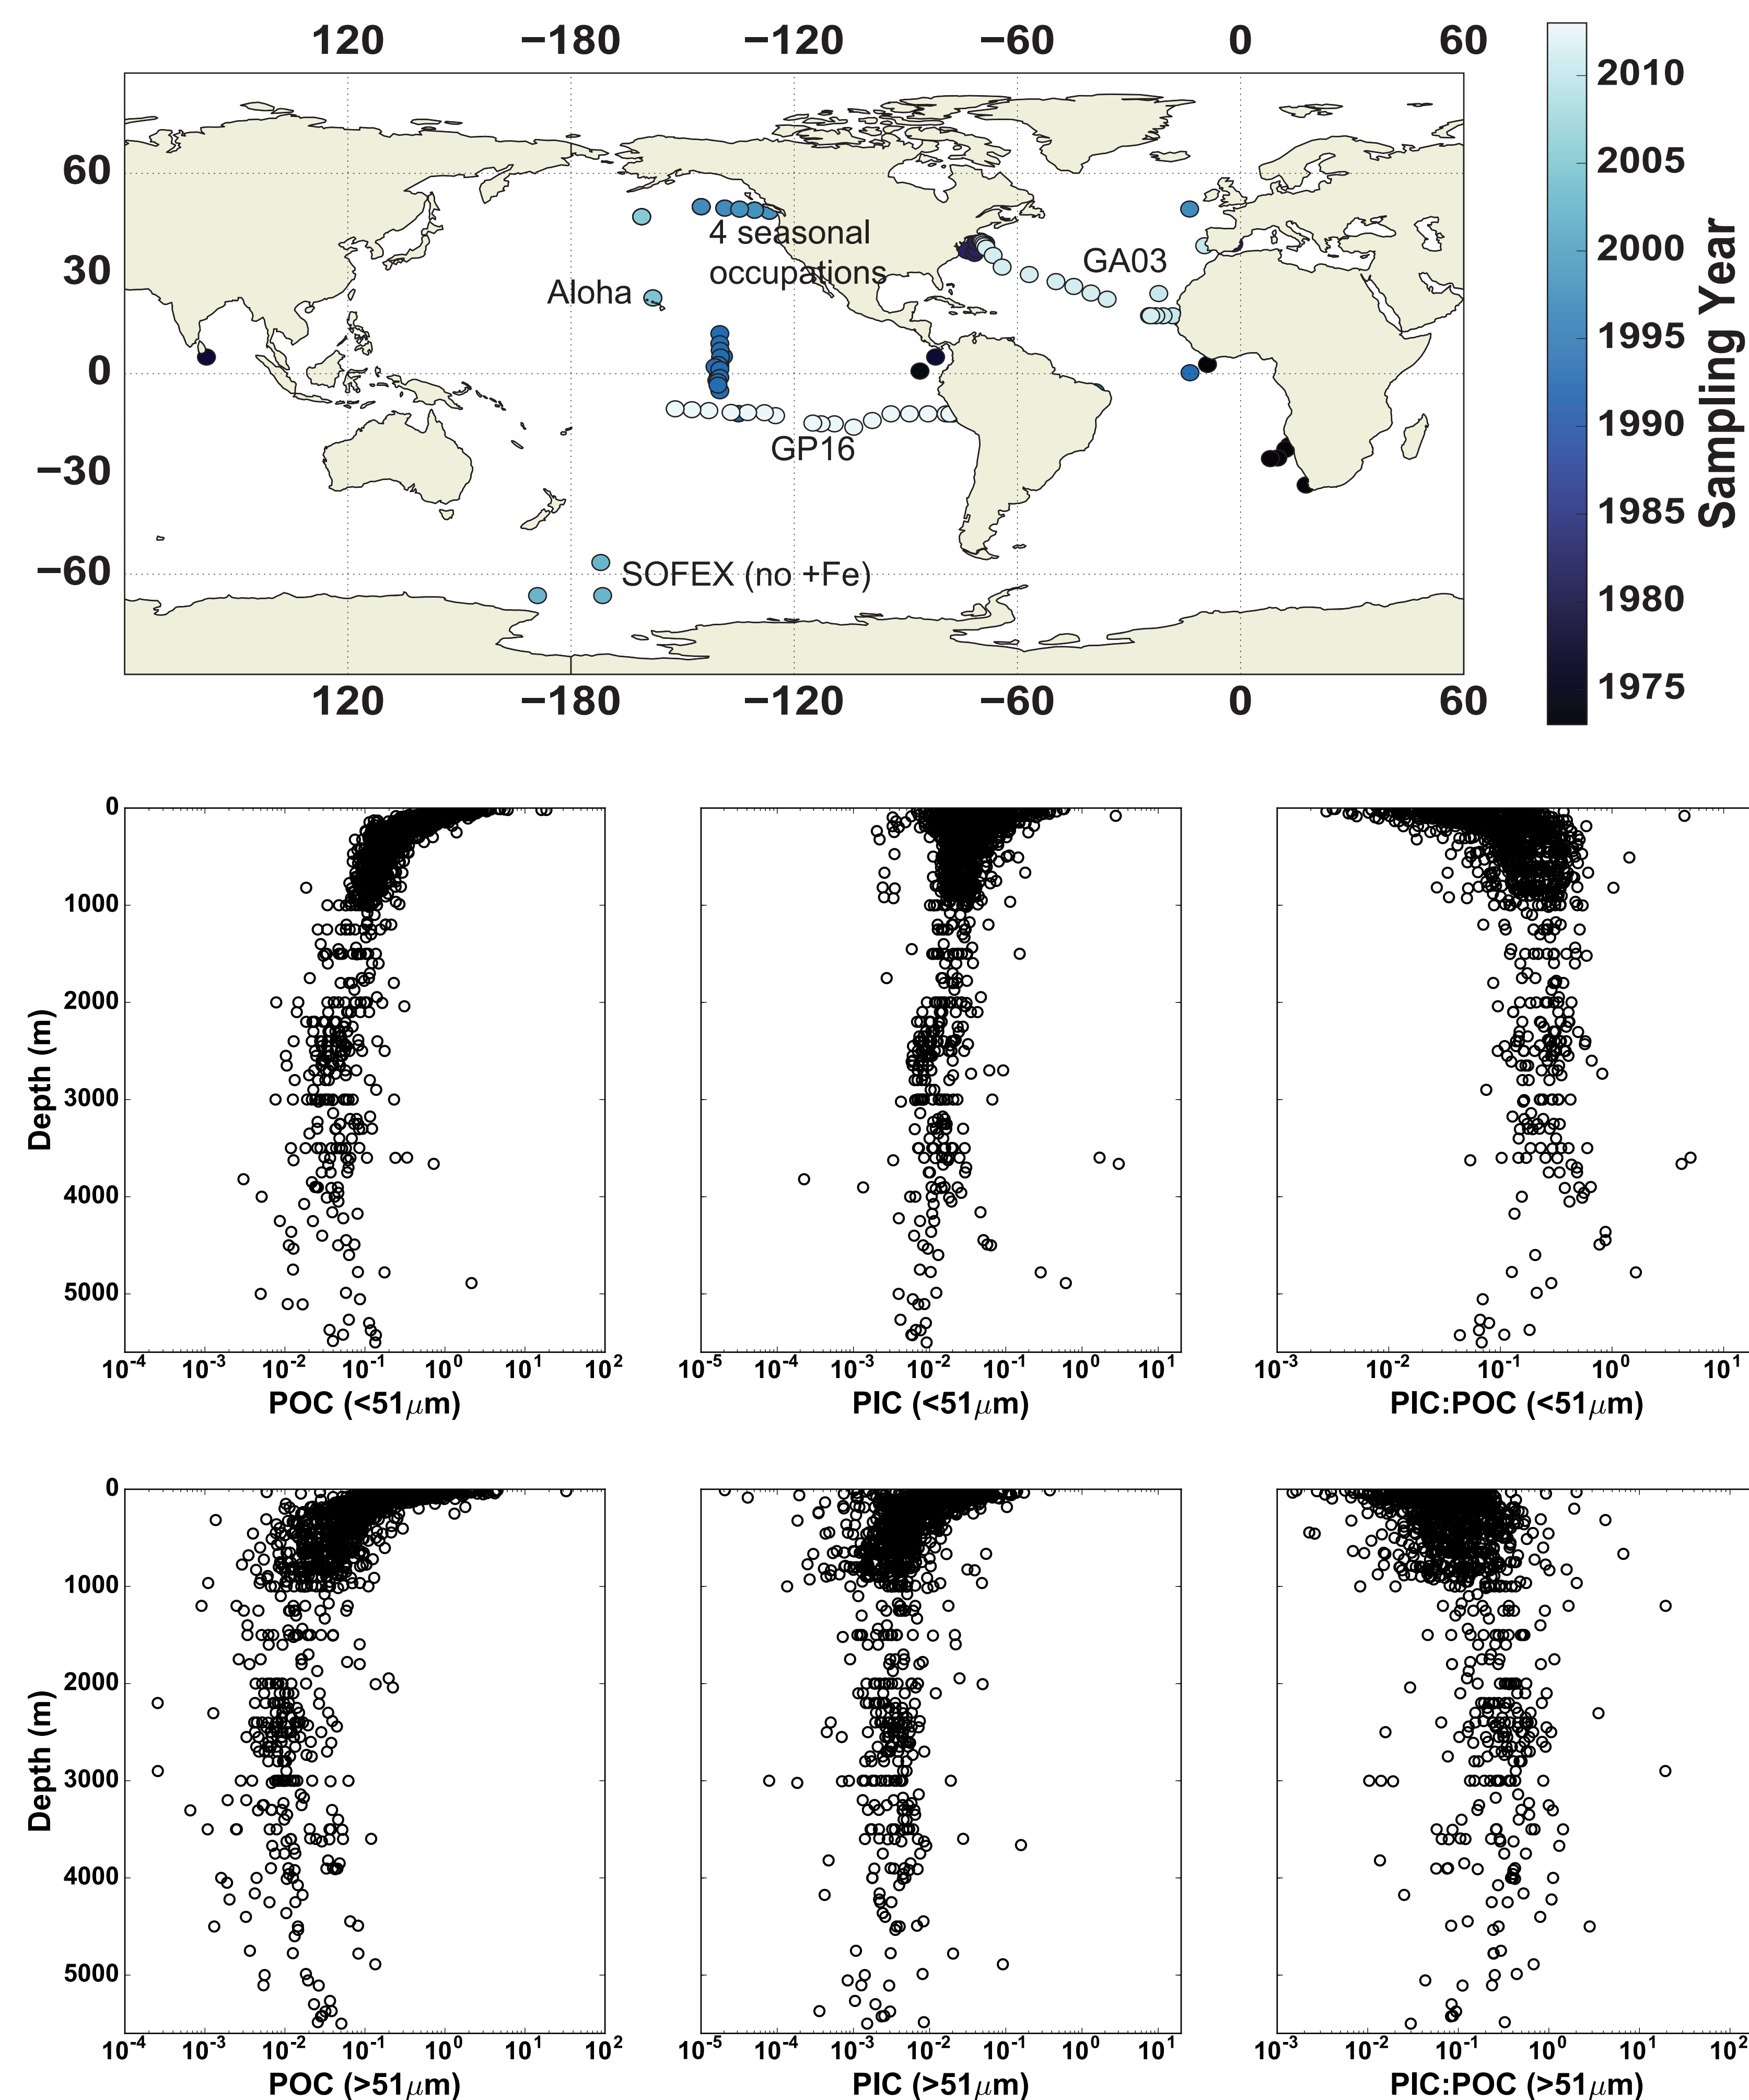 120 −180 −120 −60 0 60
60
30
0
−30
−60
4 seasonal
occupations
Aloha
GA03
GP16
SOFEX (no +Fe)
120 −180 −120 −60 0 60
2010
2005
2000
1995
1990
1985
1980
1975
Sampling Year
0
1000
2000
3000
4000
5000
Depth (m)
10⁻⁴ 10⁻³ 10⁻² 10⁻¹ 10⁰ 10¹ 10²
POC (<51μm)
10⁻⁵ 10⁻⁴ 10⁻³ 10⁻² 10⁻¹ 10⁰ 10¹
PIC (<51μm)
10⁻³ 10⁻² 10⁻¹ 10⁰ 10¹
PIC:POC (<51μm)
0
1000
2000
3000
4000
5000
Depth (m)
10⁻⁴ 10⁻³ 10⁻² 10⁻¹ 10⁰ 10¹ 10²
POC (>51μm)
10⁻⁵ 10⁻⁴ 10⁻³ 10⁻² 10⁻¹ 10⁰ 10¹
PIC (>51μm)
10⁻³ 10⁻² 10⁻¹ 10⁰ 10¹ 10²
PIC:POC (>51μm)